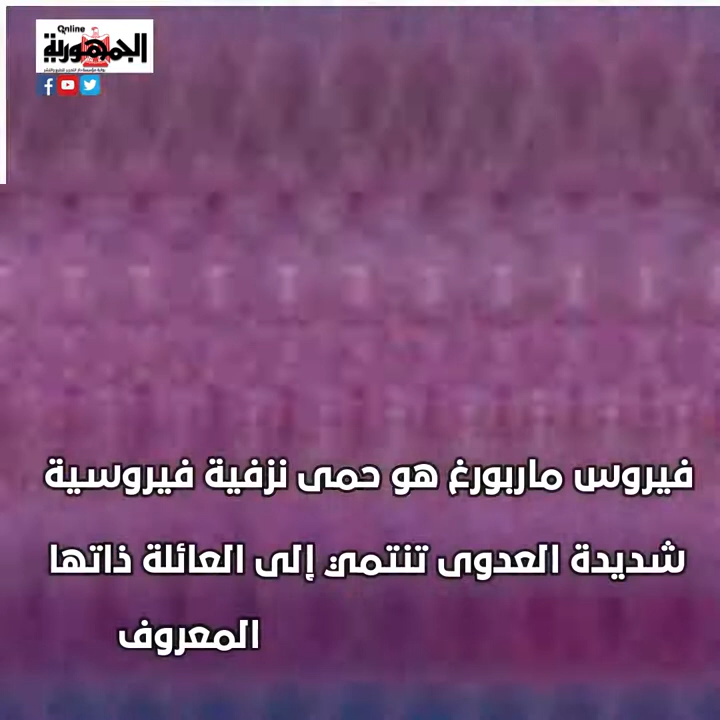 Online
الجمهورية
فيروس ماربورغ هو حمى نزفية فيروسية
شديدة العدوى تنتمي إلى العائلة ذاتها
المعروف